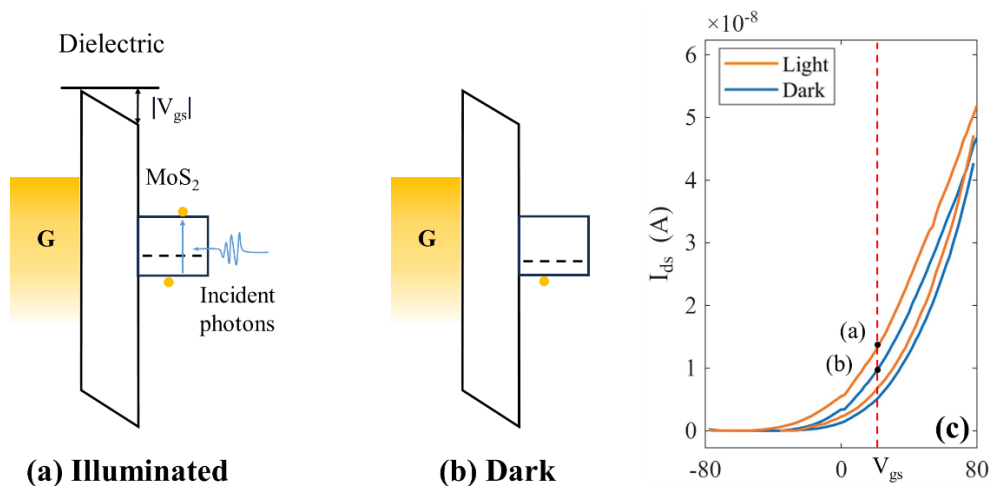 Dielectric
|Vgs|
MoS2
G
Incident
photons
(a) Illuminated
G
(b) Dark
×10-8
6
5
4
3
2
1
0
Ids (A)
Light
Dark
(a)
(b)
(c)
-80
0
Vgs
80